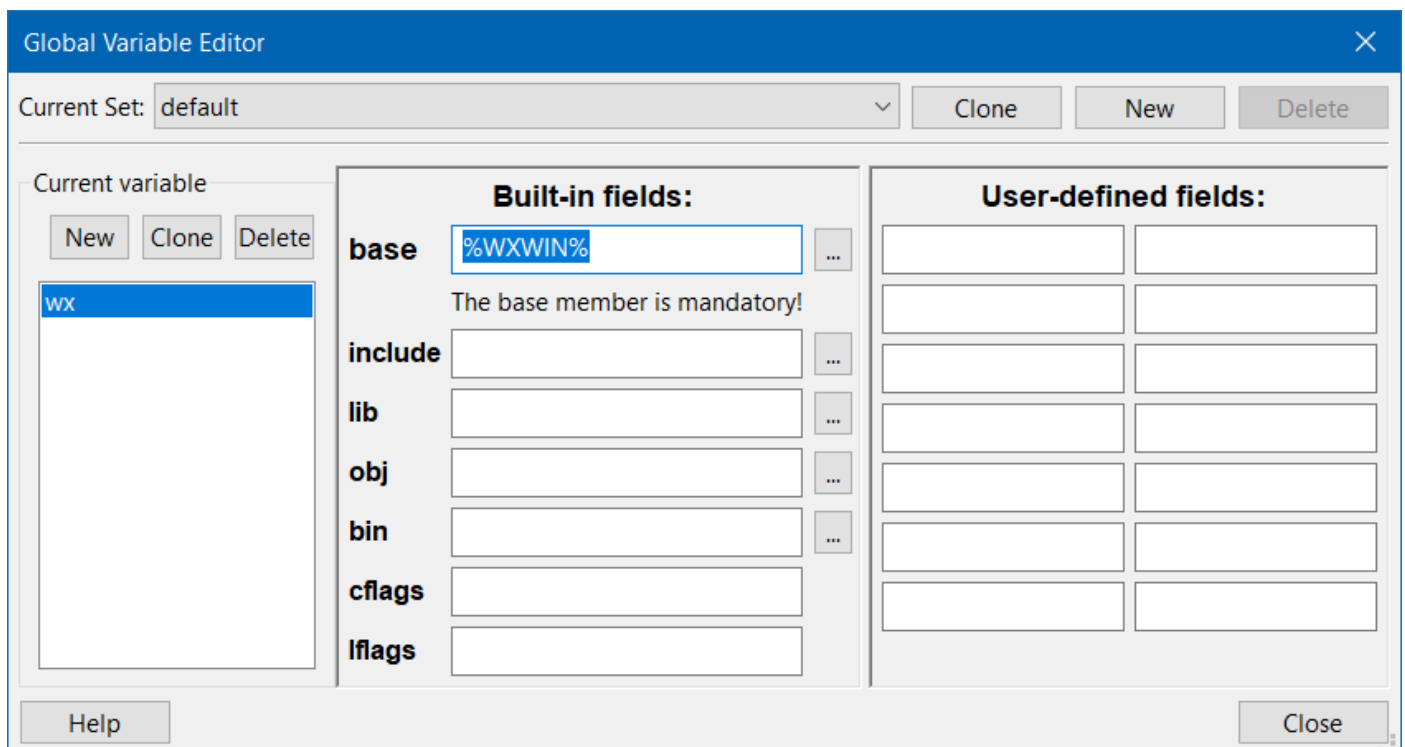 Global Variable Editor
Current Set: default Clone New Delete
Current variable
New Clone Delete
wx
Built-in fields:
base %WXWIN% ...
The base member is mandatory!
include ...
lib ...
obj ...
bin ...
cflags
lflags
User-defined fields:
Help Close